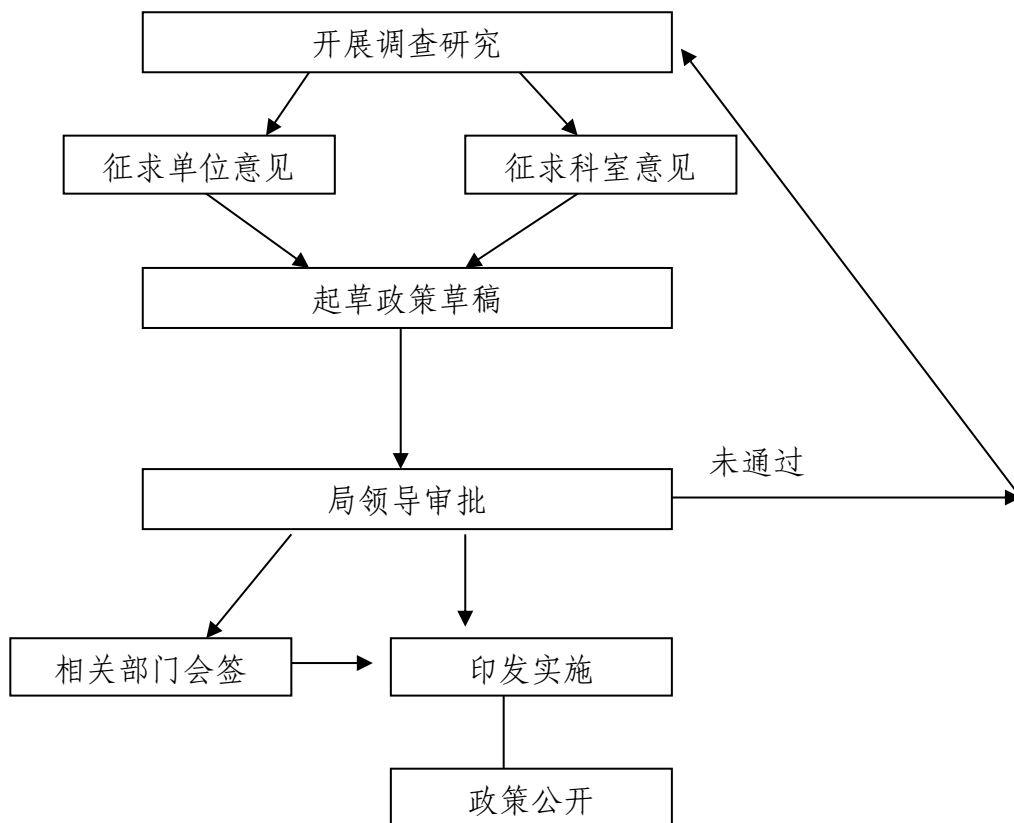 开展调查研究
征求单位意见
征求科室意见
起草政策草稿
未通过
局领导审批
相关部门会签
印发实施
政策公开